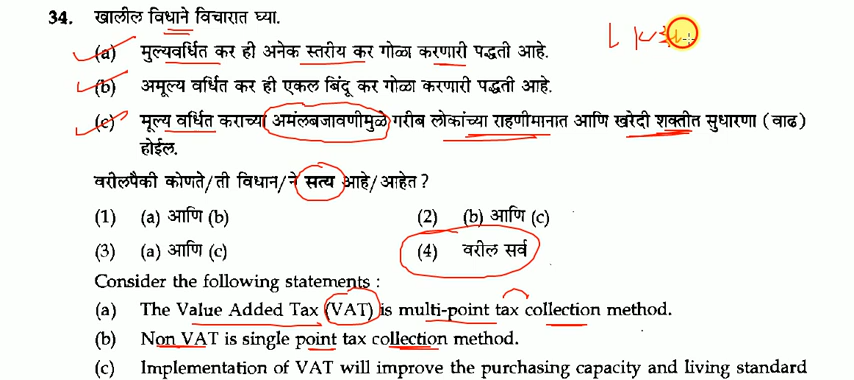 34. खालील विधाने विचारात घ्या.
(a) मुल्यवर्धित कर ही अनेक स्तरीय कर गोळा करणारी पद्धती आहे.
(b) अमूल्य वर्धित कर ही एकल बिंदू कर गोळा करणारी पद्धती आहे.
(c) मूल्य वर्धित कराच्या अमंलबजावणीमुळे गरीब लोकांच्या राहणीमानात आणि खरेदी शक्तीत सुधारणा (वाढ)
होईल.
वरीलपैकी कोणते/ती विधान/ने सत्य आहे/आहेत ?
(1) (a) आणि (b) (2) (b) आणि (c)
(3) (a) आणि (c) (4) वरील सर्व
Consider the following statements :
(a) The Value Added Tax (VAT) is multi-point tax collection method.
(b) Non VAT is single point tax collection method.
(c) Implementation of VAT will improve the purchasing capacity and living standard